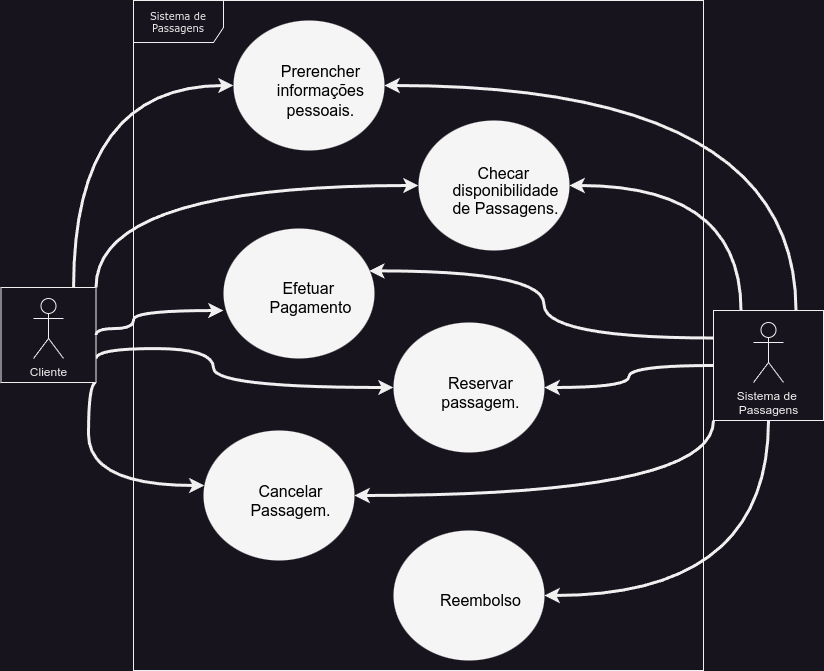 Sistema de
Passagens
Prerencher
informações
pessoais.
Checar
disponibilidade
de Passagens.
Efetuar
Pagamento
Cliente
Reservar
passagem.
Sistema de
Passagens
Cancelar
Passagem.
Reembolso